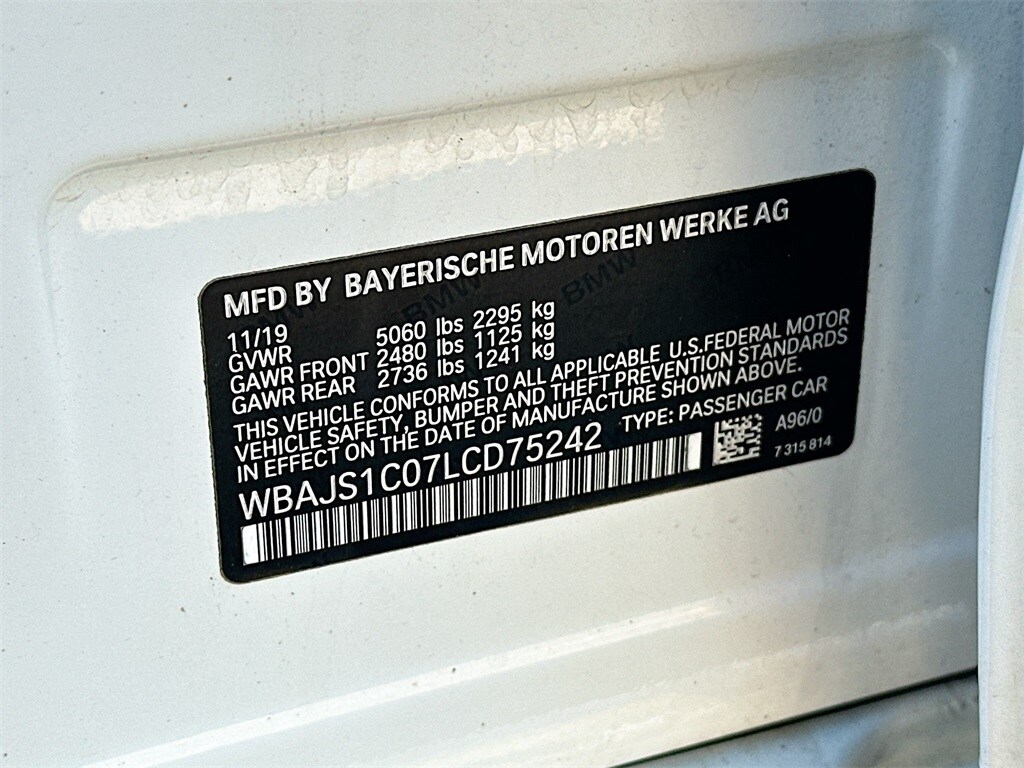 MFD BY BAYERISCHE MOTOREN WERKE AG
11/19
GVWR 5060 lbs 2295 kg
GAWR FRONT 2480 lbs 1125 kg
GAWR REAR 2736 lbs 1241 kg
THIS VEHICLE CONFORMS TO ALL APPLICABLE U.S.FEDERAL MOTOR
VEHICLE SAFETY, BUMPER AND THEFT PREVENTION STANDARDS
IN EFFECT ON THE DATE OF MANUFACTURE SHOWN ABOVE.
WBAJS1C07LCD75242 TYPE: PASSENGER CAR
A96/0
7 315 814
BMW BMW